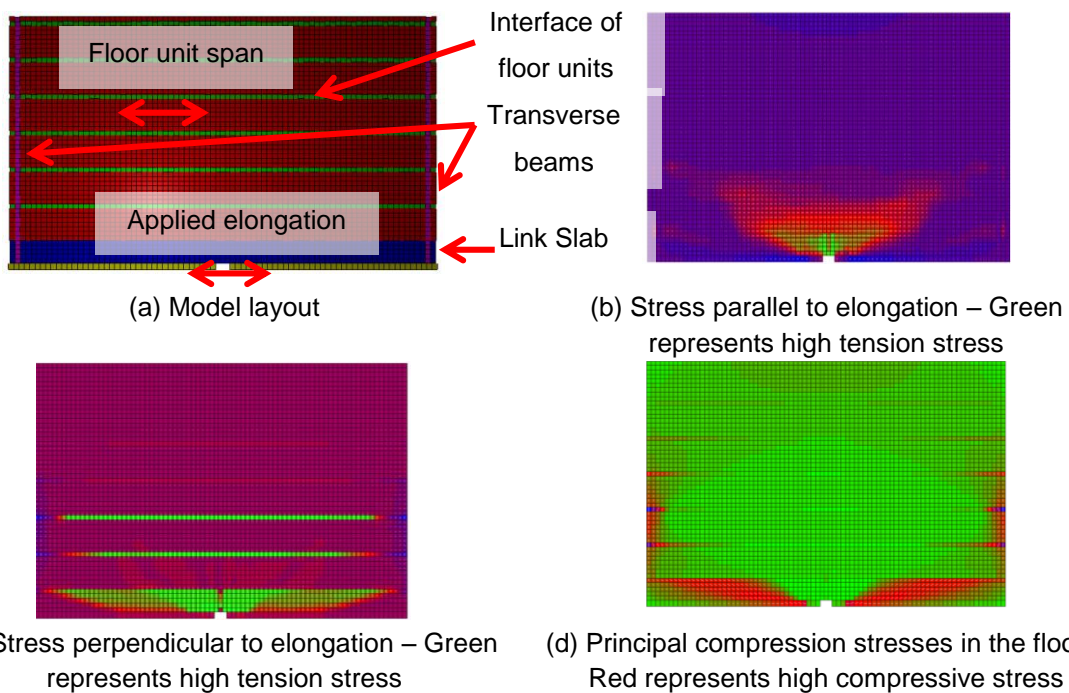 Floor unit span
Interface of
floor units
Transverse
beams
Applied elongation
Link Slab
(a) Model layout
(b) Stress parallel to elongation – Green
represents high tension stress
Stress perpendicular to elongation – Green
represents high tension stress
(d) Principal compression stresses in the
Red represents high compressive stress